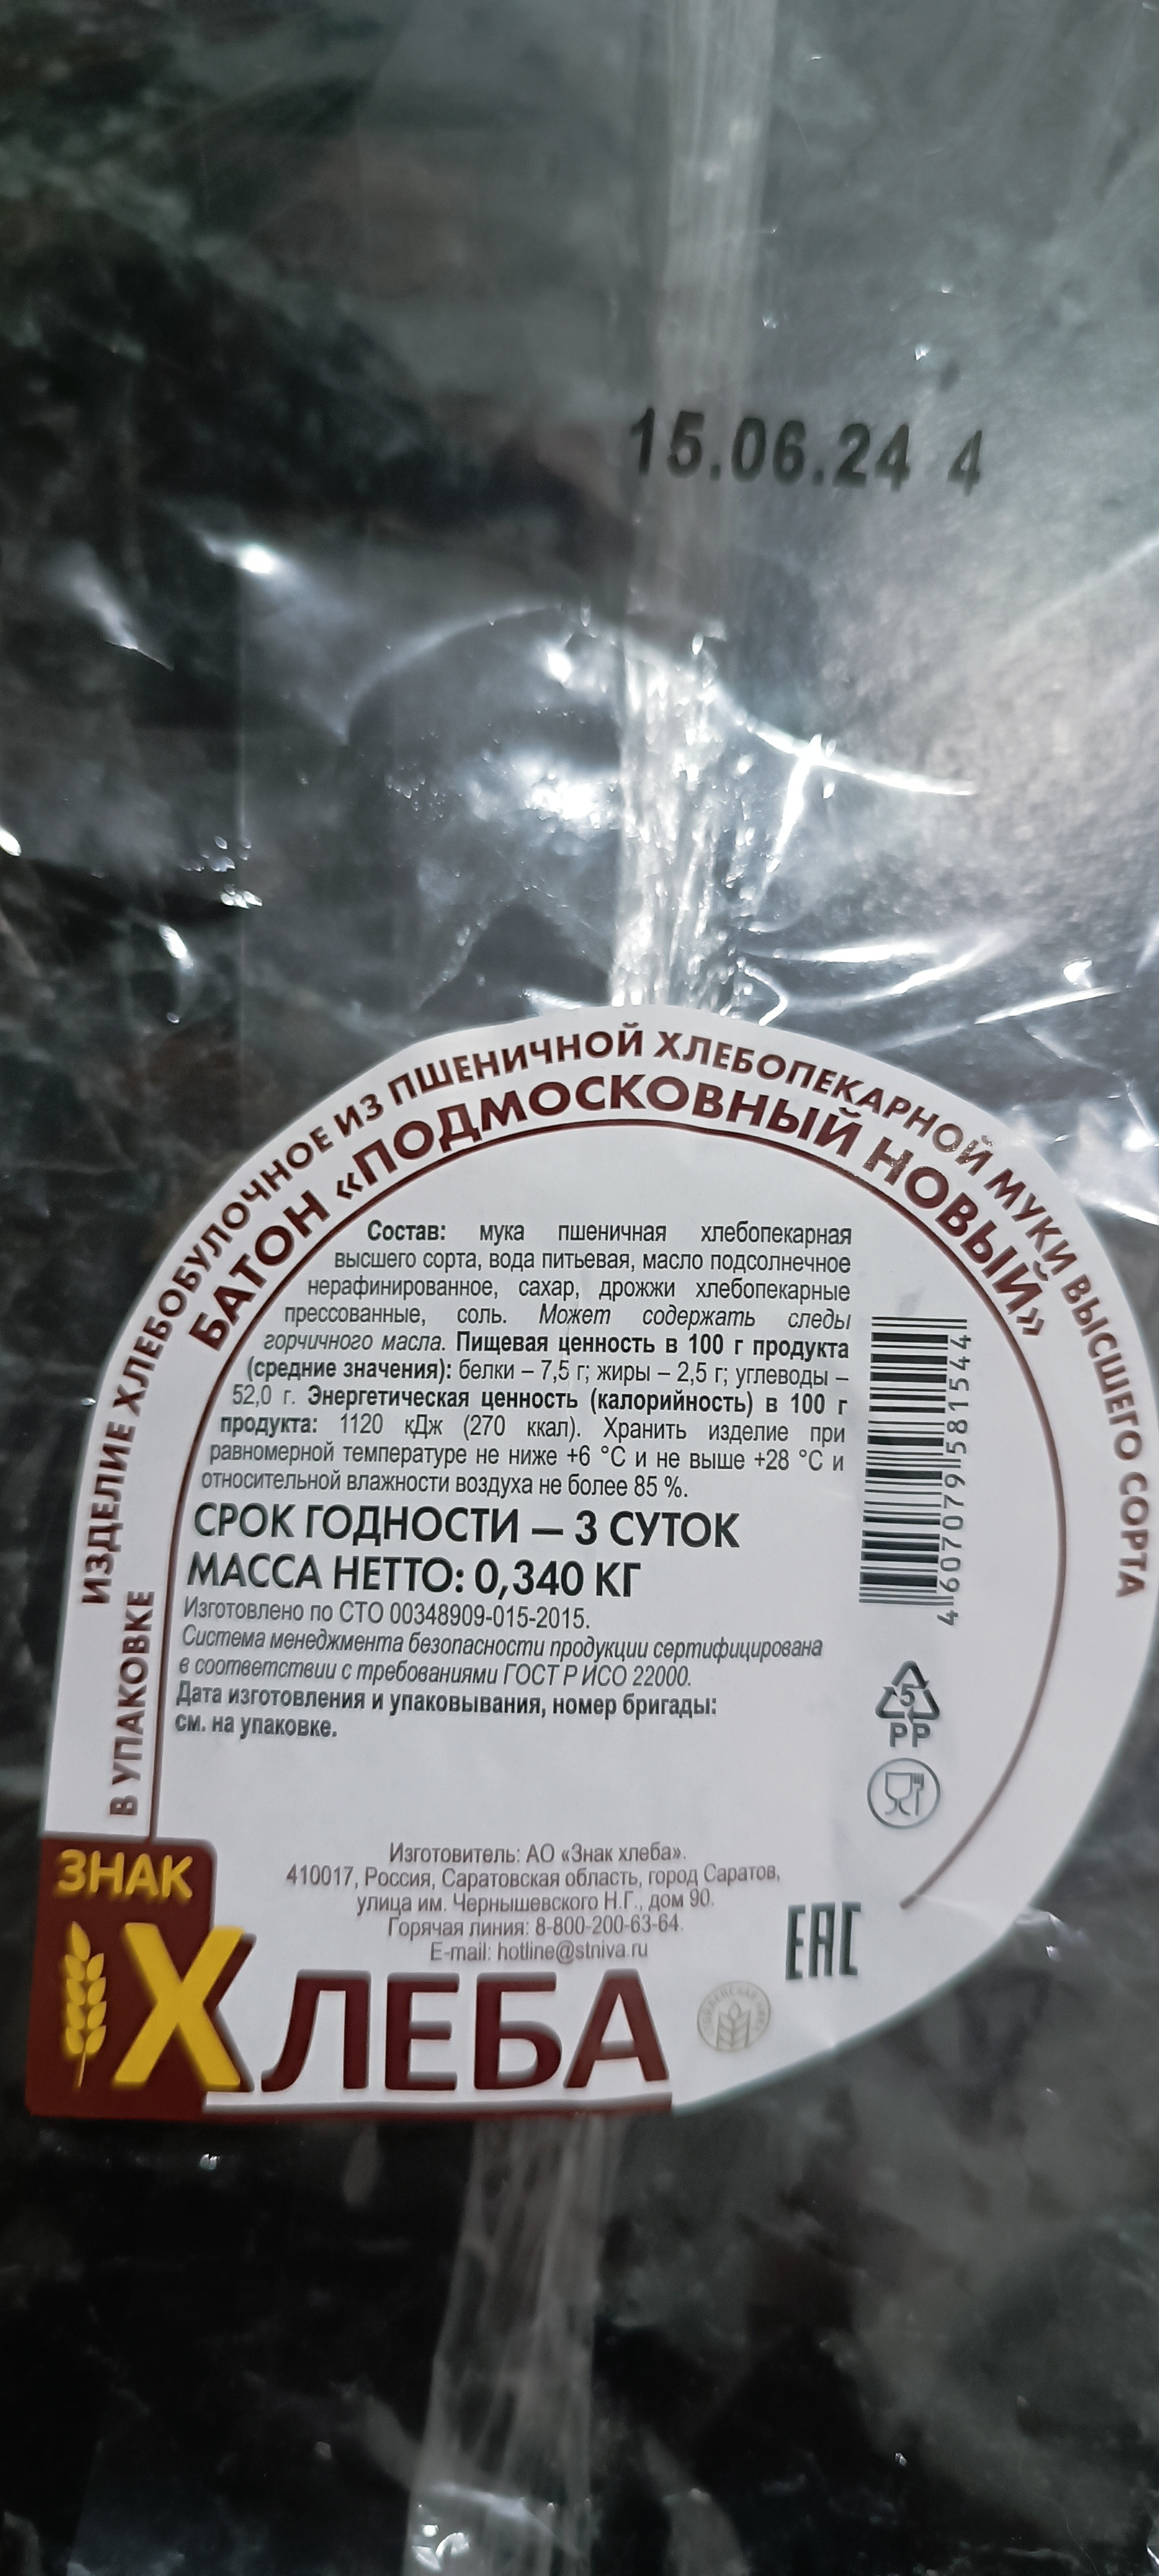 15.06.24 4
ИЗДЕЛИЕ ХЛЕБОБУЛОЧНОЕ ИЗ ПШЕНИЧНОЙ ХЛЕБОПЕКАРНОЙ МУКИ ВЫСШЕГО СОРТА
В УПАКОВКЕ
БАТОН «ПОДМОСКОВНЫЙ НОВЫЙ»
Состав: мука пшеничная хлебопекарная
высшего сорта, вода питьевая, масло подсолнечное
нерафинированное, сахар, дрожжи хлебопекарные
прессованные, соль. Может содержать следы
горчичного масла. Пищевая ценность в 100 г продукта
(средние значения): белки – 7,5 г; жиры – 2,5 г; углеводы –
52,0 г. Энергетическая ценность (калорийность) в 100 г
продукта: 1120 кДж (270 ккал). Хранить изделие при
равномерной температуре не ниже +6 °С и не выше +28 °С и
относительной влажности воздуха не более 85 %.
СРОК ГОДНОСТИ — 3 СУТОК
МАССА НЕТТО: 0,340 КГ
Изготовлено по СТО 00348909-015-2015.
Система менеджмента безопасности продукции сертифицирована
в соответствии с требованиями ГОСТ Р ИСО 22000.
Дата изготовления и упаковывания, номер бригады:
см. на упаковке.
4 607079 581544
5
PP
Изготовитель: АО «Знак хлеба».
410017, Россия, Саратовская область, город Саратов,
улица им. Чернышевского Н.Г., дом 90.
Горячая линия: 8-800-200-63-64.
E-mail: hotline@stniva.ru
EAC
ЗНАК
ХЛЕБА